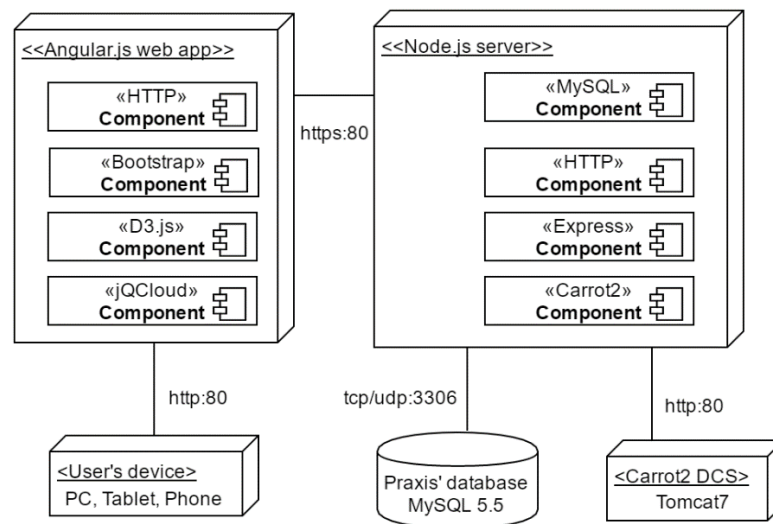 <<Angular.js web app>>
«HTTP»
Component
«Bootstrap»
Component
«D3.js»
Component
«jQCloud»
Component
https:80
<<Node.js server>>
«MySQL»
Component
«HTTP»
Component
«Express»
Component
«Carrot2»
Component
http:80
tcp/udp:3306
http:80
<User's device>
PC, Tablet, Phone
Praxis' database
MySQL 5.5
<Carrot2 DCS>
Tomcat7